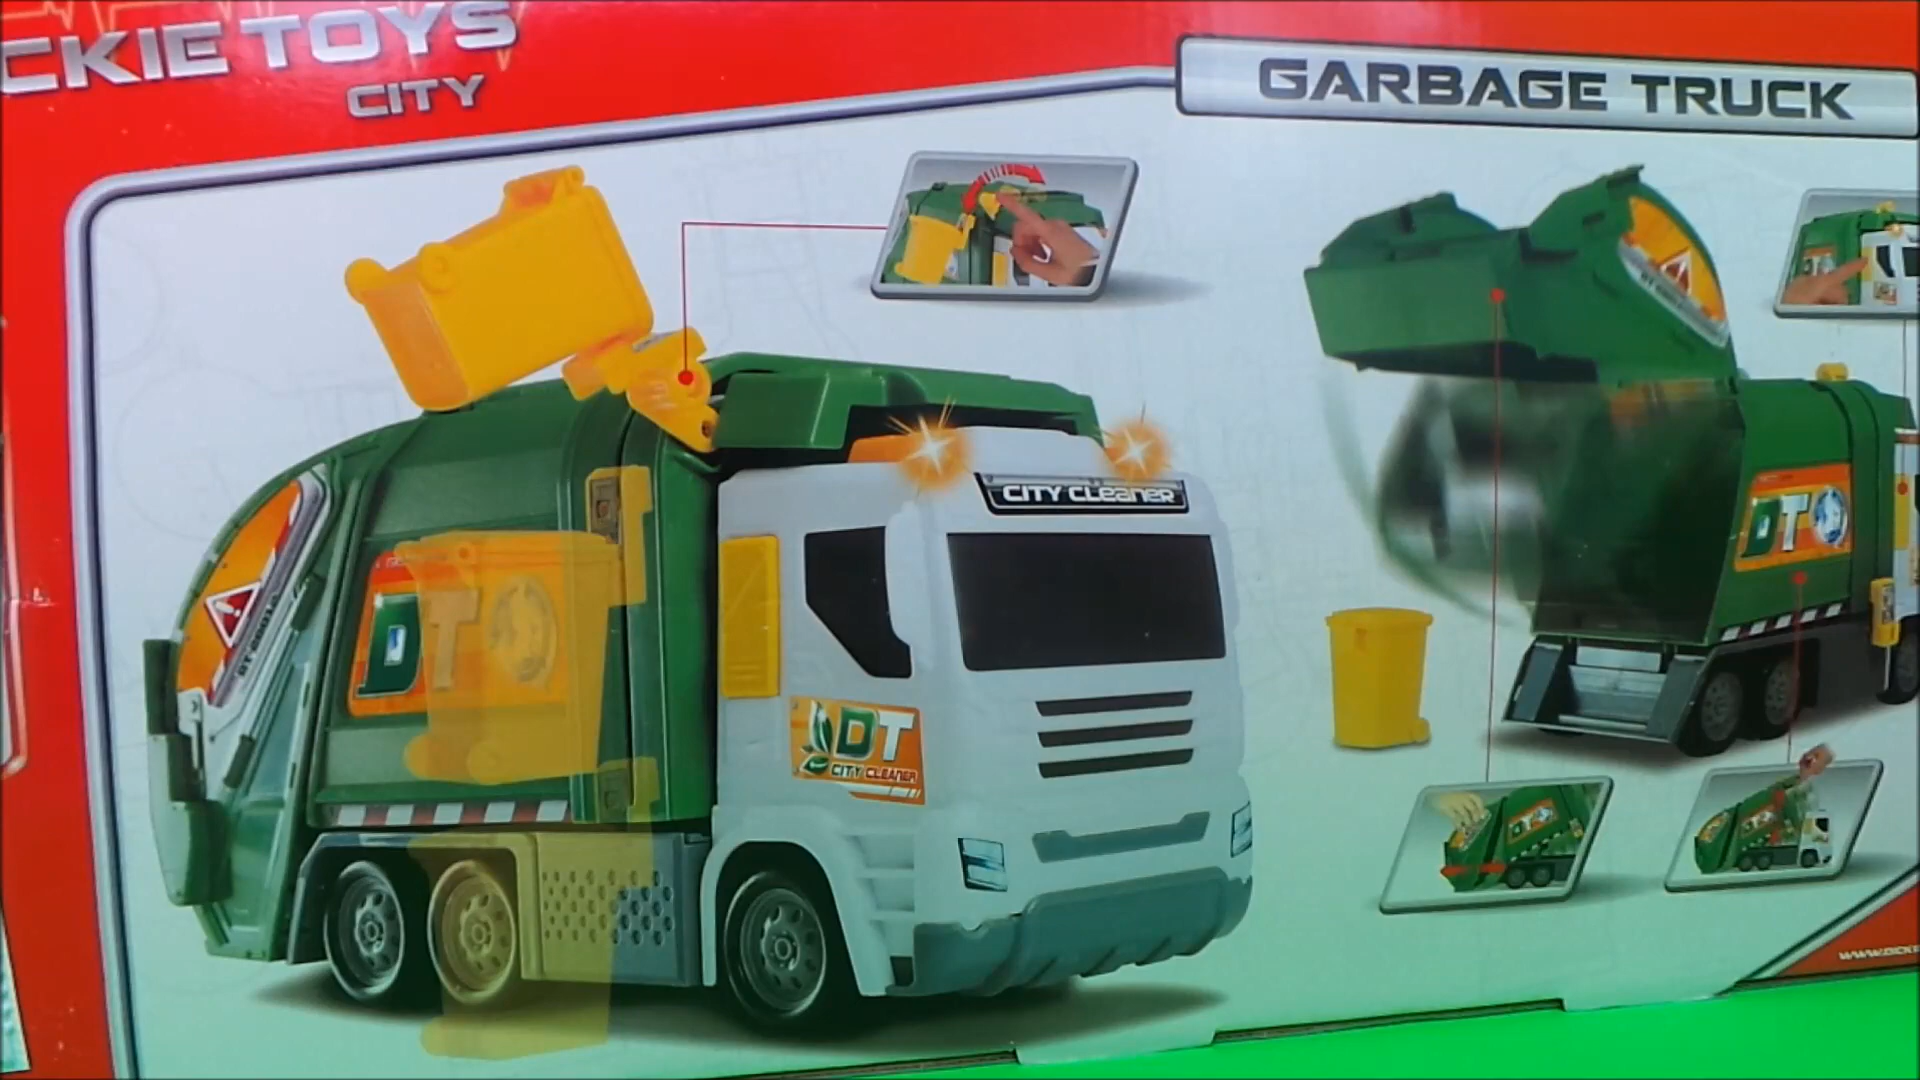 CKIE TOYS
CITY
GARBAGE TRUCK
CITY CLEANER
DT
DT
CITY CLEANER
DT